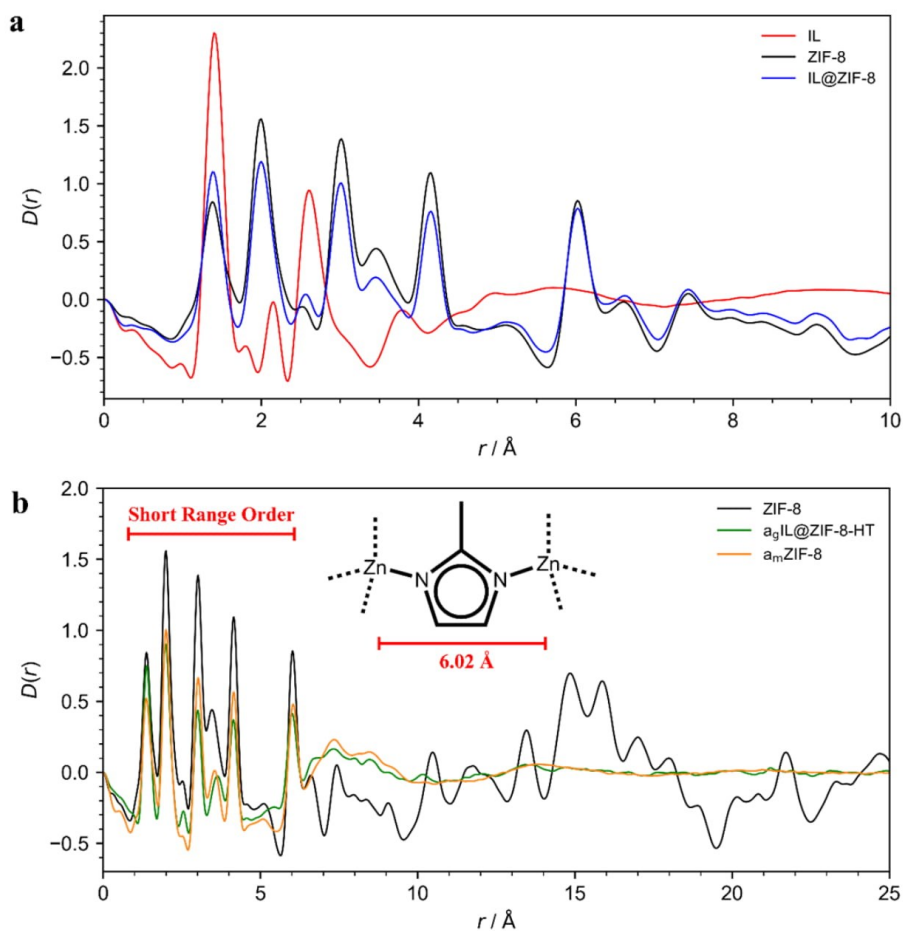 a
IL
ZIF-8
IL@ZIF-8
2.0
1.5
1.0
0.5
0.0
−0.5
D(r)
0 2 4 6 8 10
r / Å
b
Short Range Order
ZIF-8
agIL@ZIF-8-HT
amZIF-8
Zn N N Zn
6.02 Å
2.0
1.5
1.0
0.5
0.0
−0.5
D(r)
0 5 10 15 20 25
r / Å